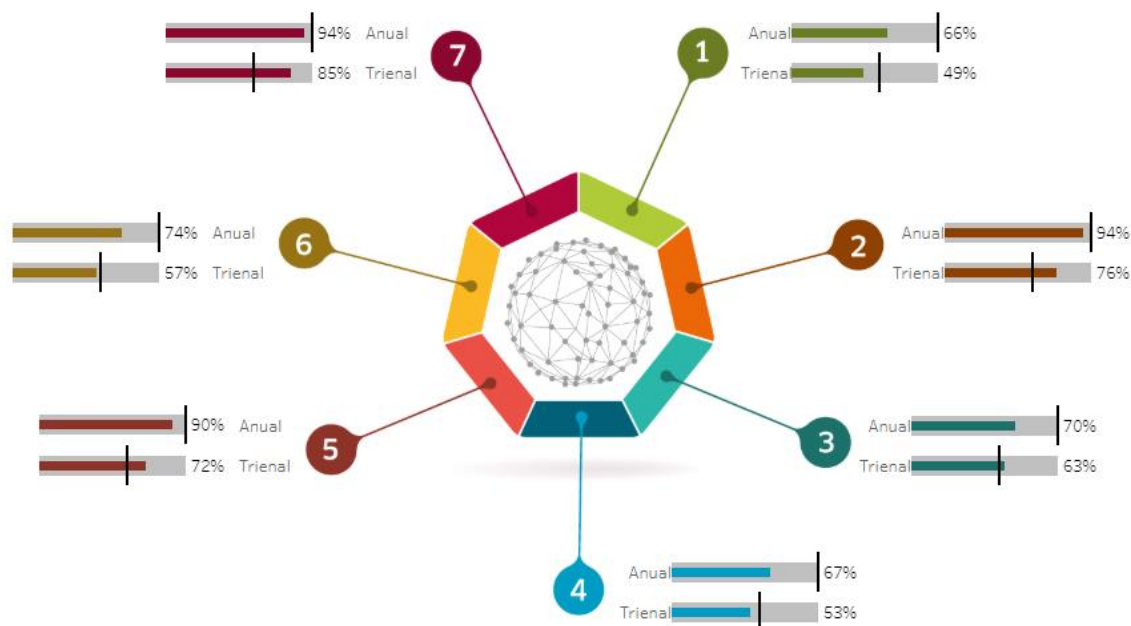 94% Anual
85% Trienal
7
1
Anual 66%
Trienal 49%
74% Anual
57% Trienal
6
2
Anual 94%
Trienal 76%
90% Anual
72% Trienal
5
3
Anual 70%
Trienal 63%
4
Anual 67%
Trienal 53%